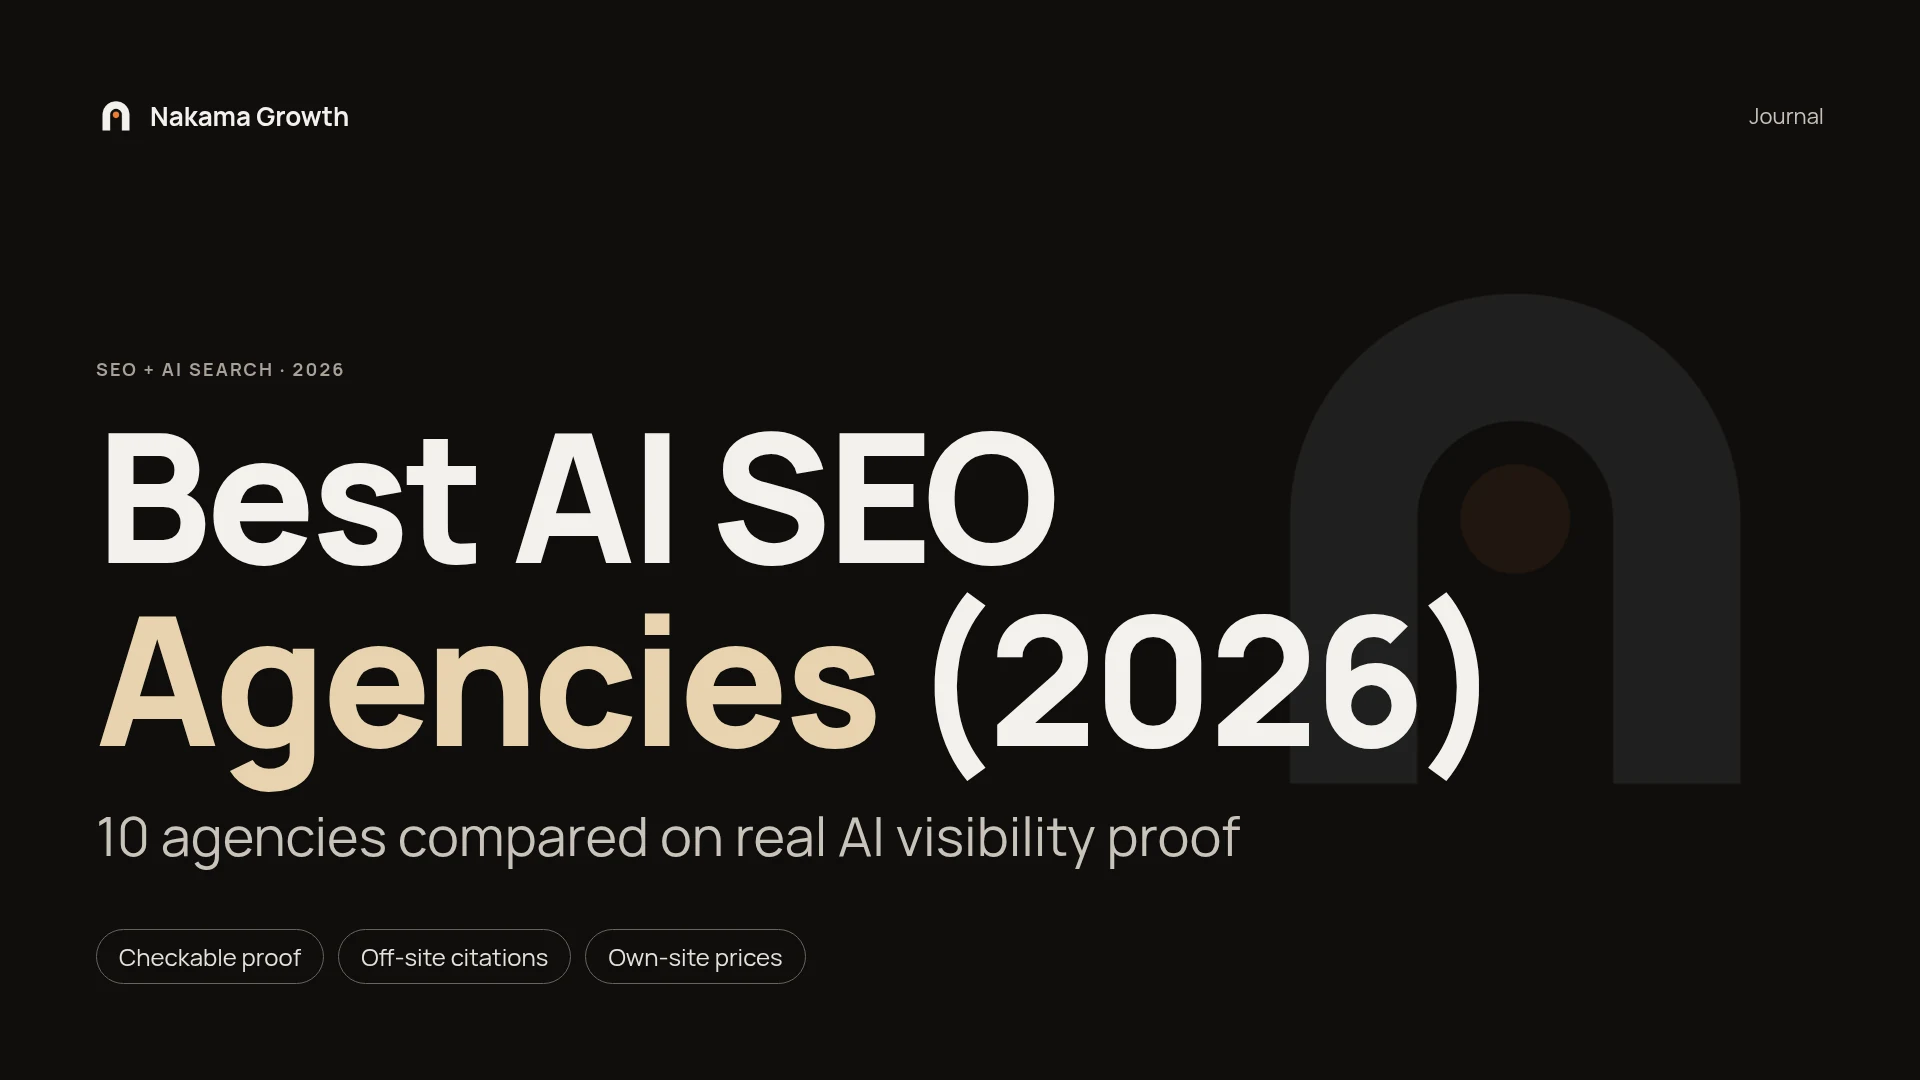 Nakama Growth
Journal
SEO + AI SEARCH · 2026
Best AI SEO
Agencies (2026)
10 agencies compared on real AI visibility proof
Checkable proof
Off-site citations
Own-site prices